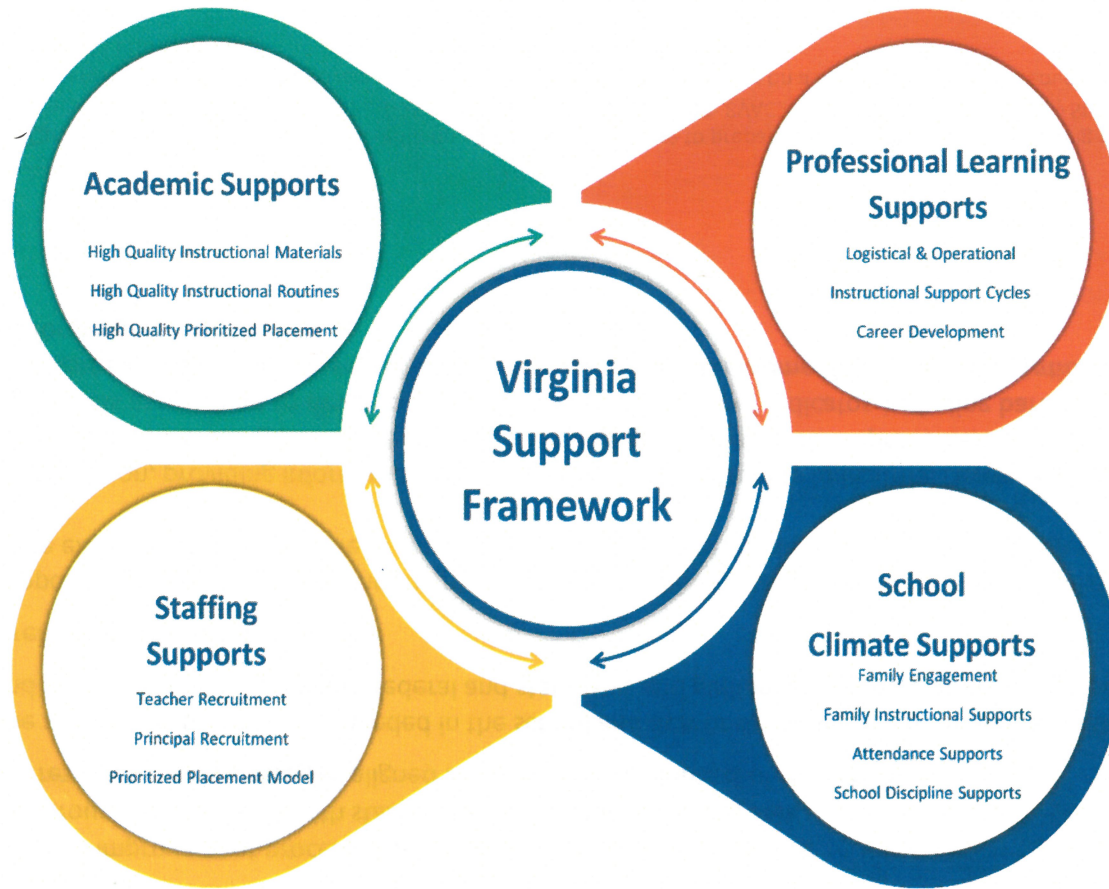 Academic Supports
High Quality Instructional Materials
High Quality Instructional Routines
High Quality Prioritized Placement
Professional Learning
Supports
Logistical & Operational
Instructional Support Cycles
Career Development
Virginia
Support
Framework
Staffing
Supports
Teacher Recruitment
Principal Recruitment
Prioritized Placement Model
School
Climate Supports
Family Engagement
Family Instructional Supports
Attendance Supports
School Discipline Supports